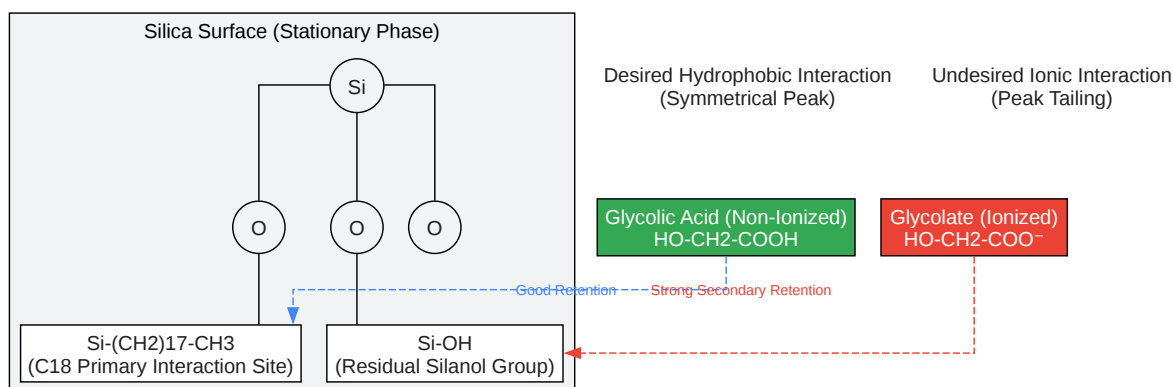 Silica Surface (Stationary Phase)
Si
Desired Hydrophobic Interaction
(Symmetrical Peak)
Undesired Ionic Interaction
(Peak Tailing)
O
O
O
Glycolic Acid (Non-Ionized)
HO-CH2-COOH
Glycolate (Ionized)
HO-CH2-COO⁻
Good Retention
Strong Secondary Retention
Si-(CH2)17-CH3
(C18 Primary Interaction Site)
Si-OH
(Residual Silanol Group)